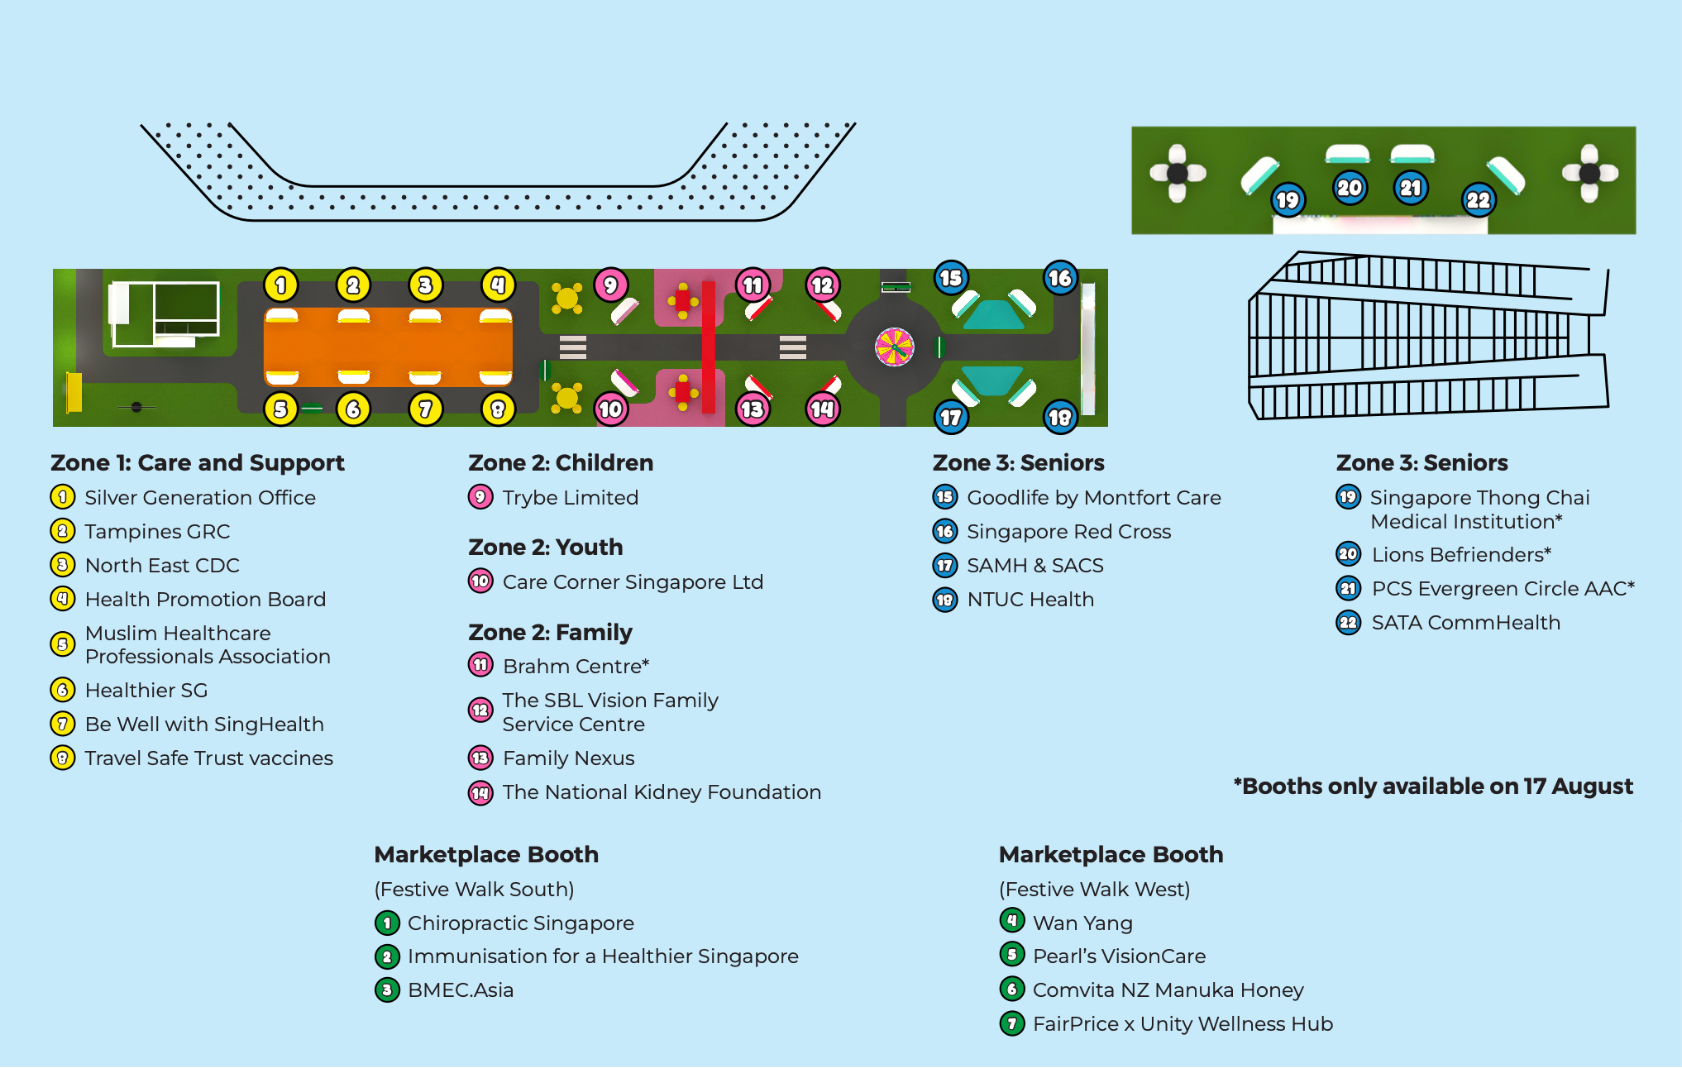 1 2 3 4 9 11 12 15 16
5 6 7 8 10 13 14 17 18
19 20 21 22
Zone 1: Care and Support
1 Silver Generation Office
2 Tampines GRC
3 North East CDC
4 Health Promotion Board
5 Muslim Healthcare
Professionals Association
6 Healthier SG
7 Be Well with SingHealth
8 Travel Safe Trust vaccines
Zone 2: Children
9 Trybe Limited
Zone 2: Youth
10 Care Corner Singapore Ltd
Zone 2: Family
11 Brahm Centre*
12 The SBL Vision Family
Service Centre
13 Family Nexus
14 The National Kidney Foundation
Zone 3: Seniors
15 Goodlife by Montfort Care
16 Singapore Red Cross
17 SAMH & SACS
18 NTUC Health
Zone 3: Seniors
19 Singapore Thong Chai
Medical Institution*
20 Lions Befrienders*
21 PCS Evergreen Circle AAC*
22 SATA CommHealth
*Booths only available on 17 August
Marketplace Booth
(Festive Walk South)
1 Chiropractic Singapore
2 Immunisation for a Healthier Singapore
3 BMEC.Asia
Marketplace Booth
(Festive Walk West)
4 Wan Yang
5 Pearl's VisionCare
6 Comvita NZ Manuka Honey
7 FairPrice x Unity Wellness Hub